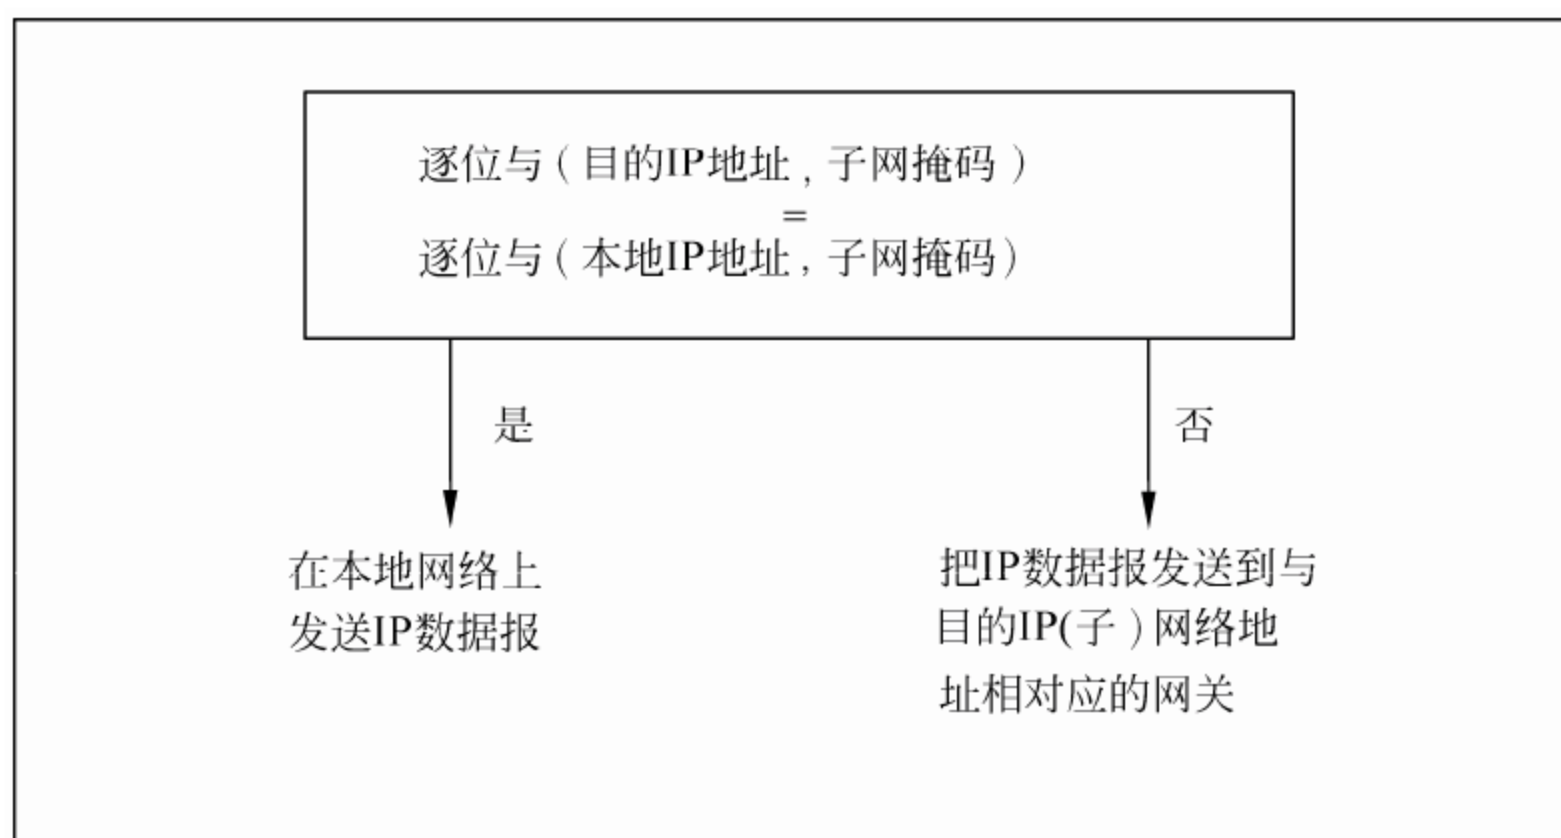 逐位与（目的IP地址，子网掩码）
=
逐位与（本地IP地址，子网掩码）
是
否
在本地网络上
发送IP数据报
把IP数据报发送到与
目的IP(子）网络地
址相对应的网关